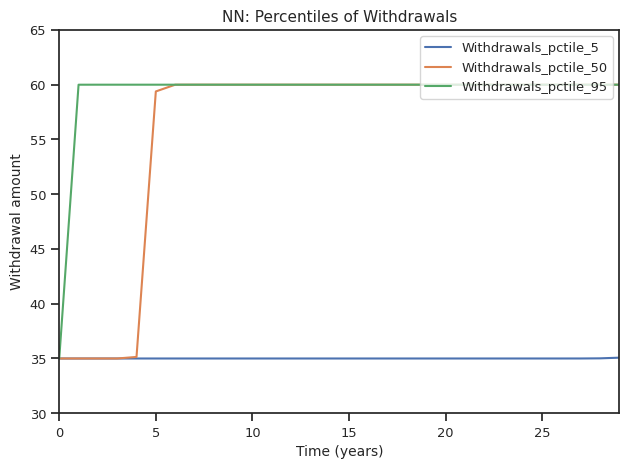 NN: Percentiles of Withdrawals
65
60
55
50
45
40
35
30
Withdrawal amount
Withdrawals_pctile_5
Withdrawals_pctile_50
Withdrawals_pctile_95
0 5 10 15 20 25
Time (years)